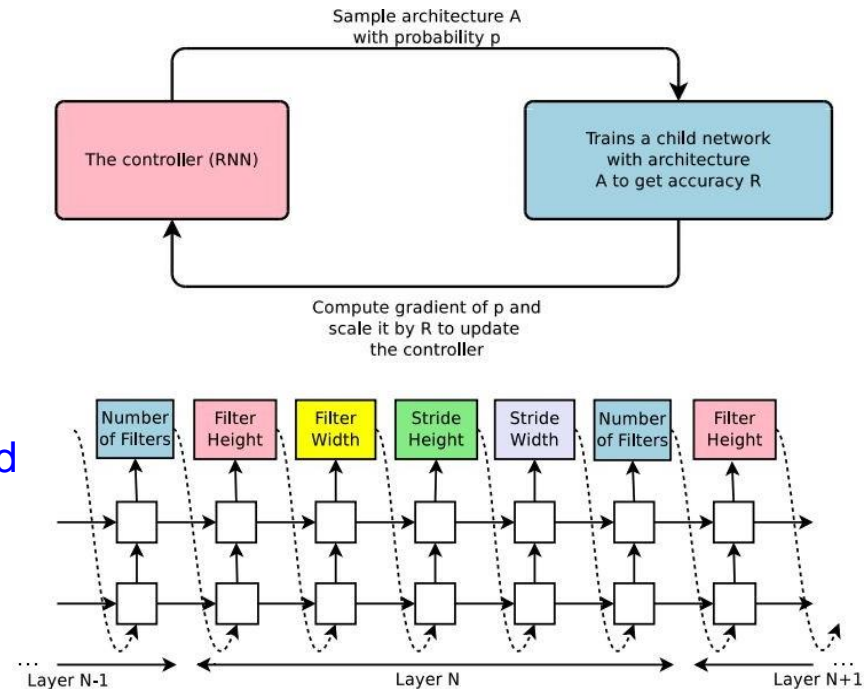 Sample architecture A
with probability p
The controller (RNN)
Trains a child network
with architecture
A to get accuracy R
Compute gradient of p and
scale it by R to update
the controller
Number
of Filters
Filter
Height
Filter
Width
Stride
Height
Stride
Width
Number
of Filters
Filter
Height
d
...
Layer N-1
Layer N
Layer N+1
...